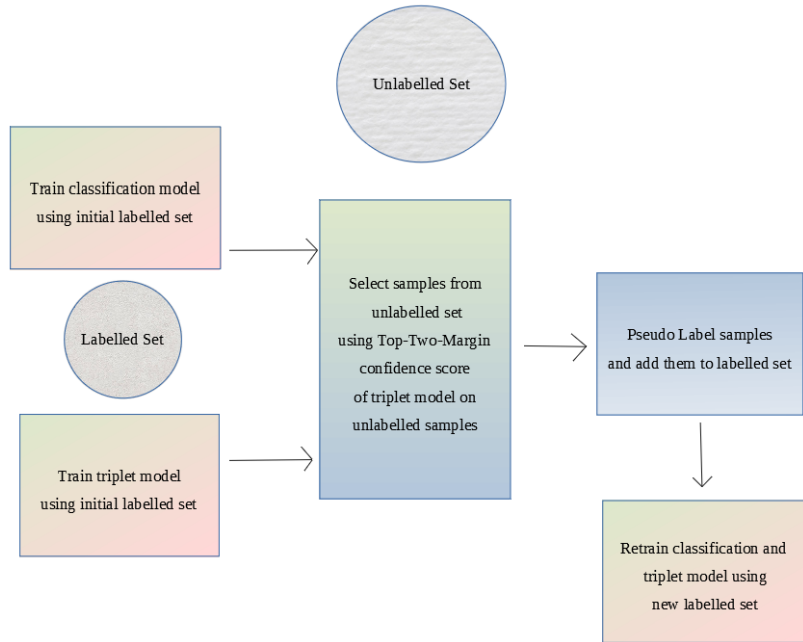 Unlabelled Set
Train classification model
using initial labelled set
Labelled Set
Train triplet model
using initial labelled set
Select samples from
unlabelled set
using Top-Two-Margin
confidence score
of triplet model on
unlabelled samples
Pseudo Label samples
and add them to labelled set
Retrain classification and
triplet model using
new labelled set